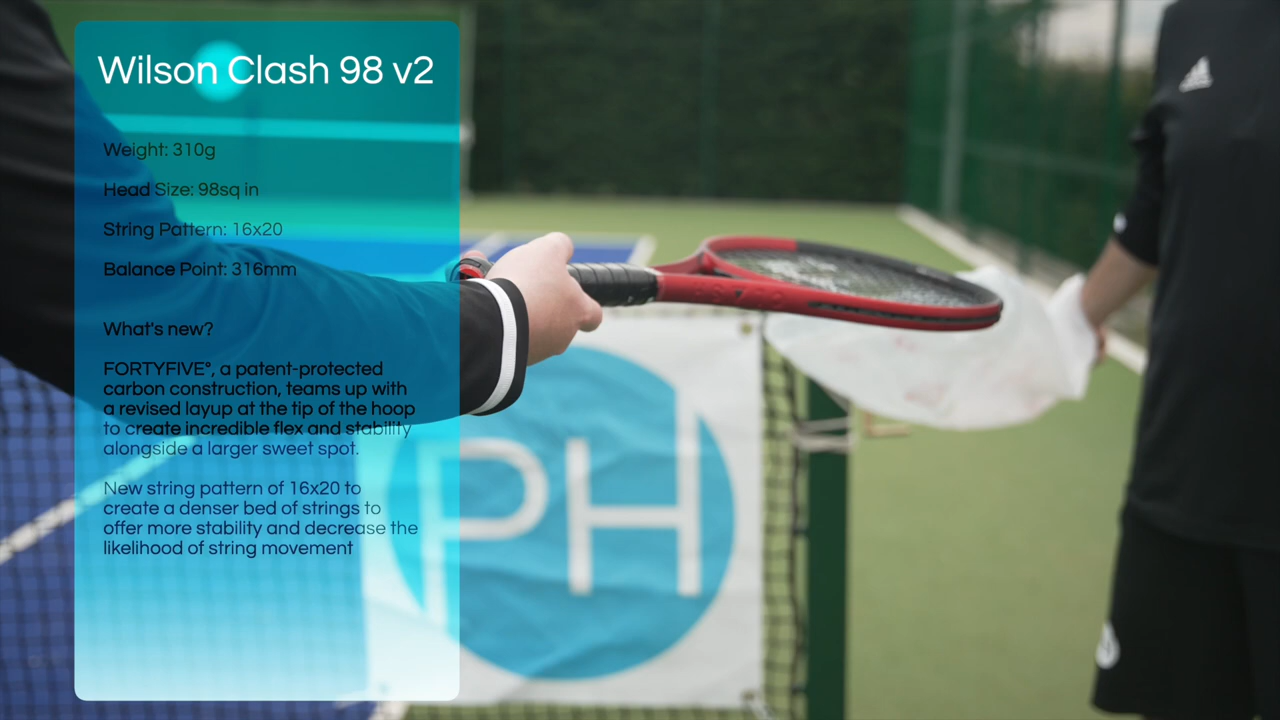 Wilson Clash 98 v2
Weight: 310g
Head Size: 98sq in
String Pattern: 16x20
Balance Point: 316mm
What's new?
FORTYFIVE°, a patent-protected
carbon construction, teams up with
a revised layup at the tip of the hoop
to create incredible flex and stability
alongside a larger sweet spot.
New string pattern of 16x20 to
create a denser bed of strings to
offer more stability and decrease the
likelihood of string movement
PH